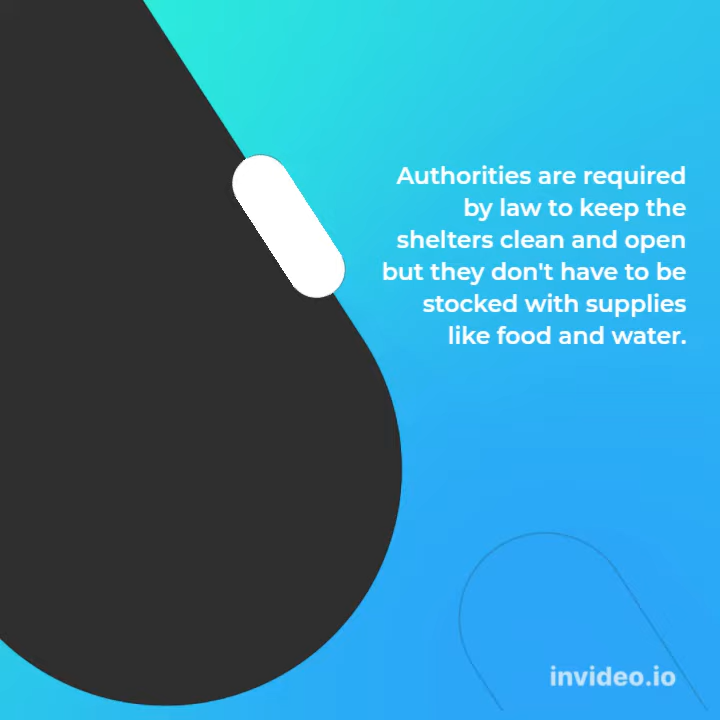 Authorities are required
by law to keep the
shelters clean and open
but they don't have to be
stocked with supplies
like food and water.
invideo.io